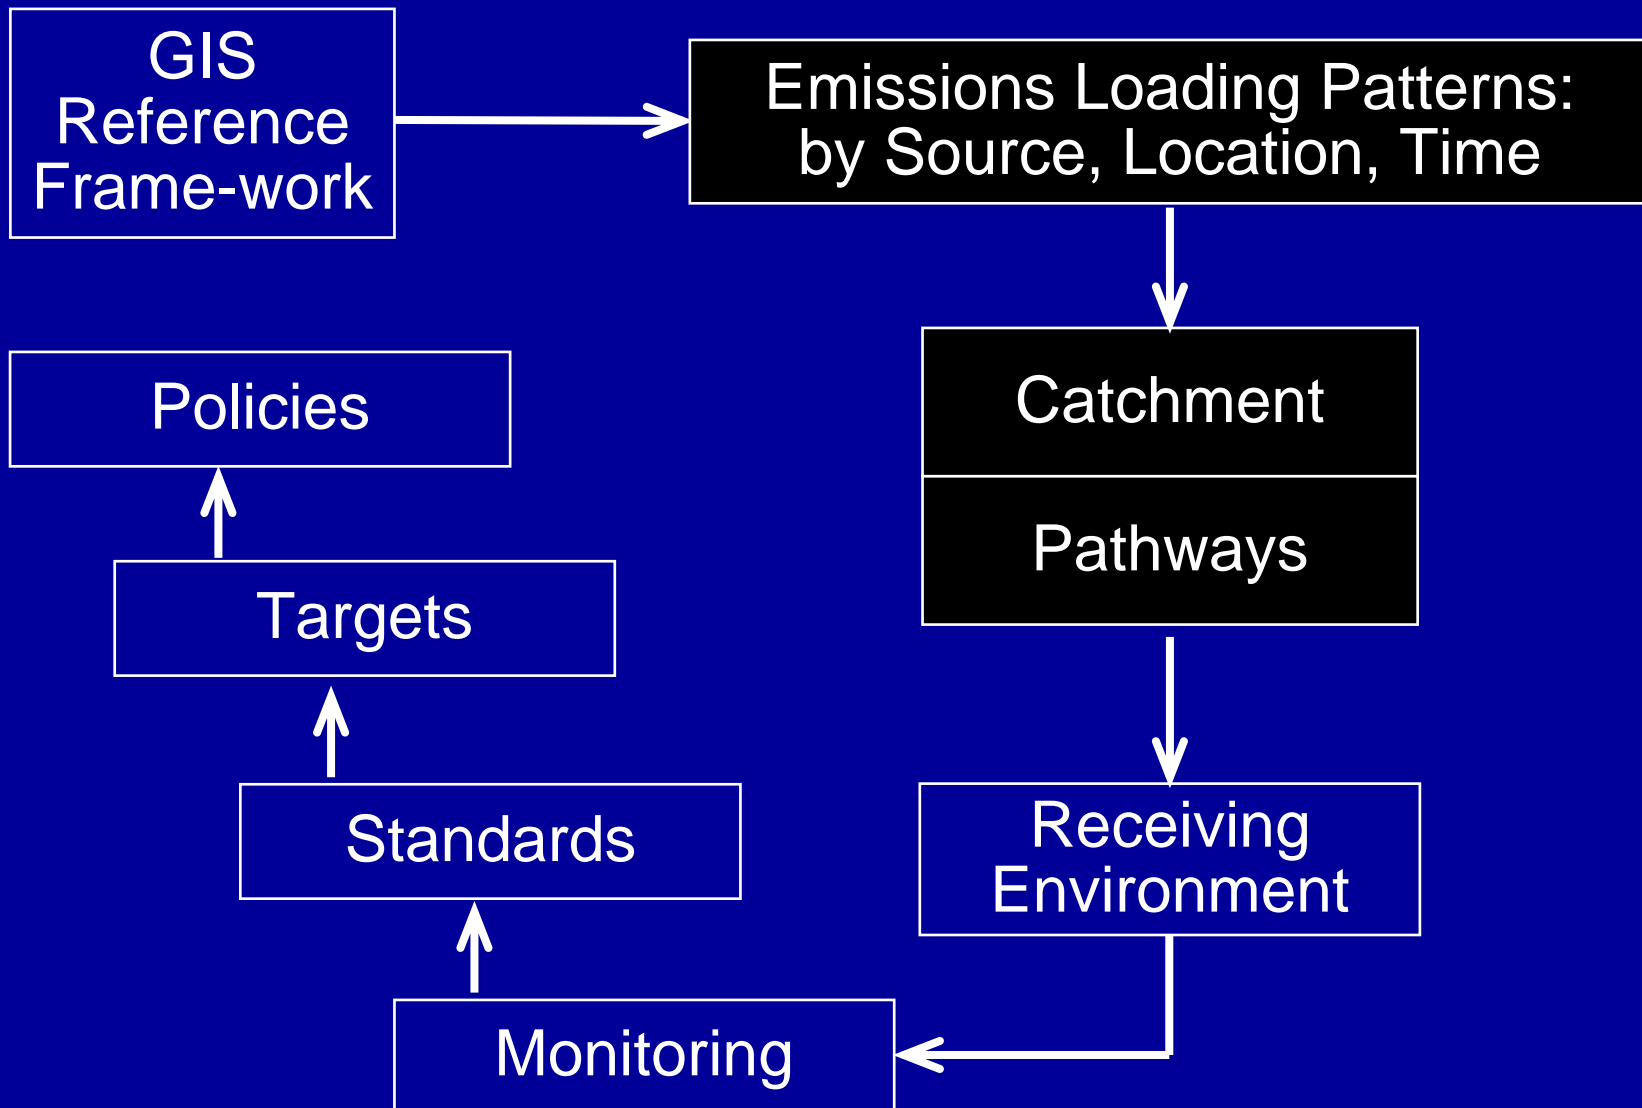 GIS
Reference
Frame-work
Emissions Loading Patterns:
by Source, Location, Time
Catchment
Pathways
Receiving
Environment
Monitoring
Standards
Targets
Policies